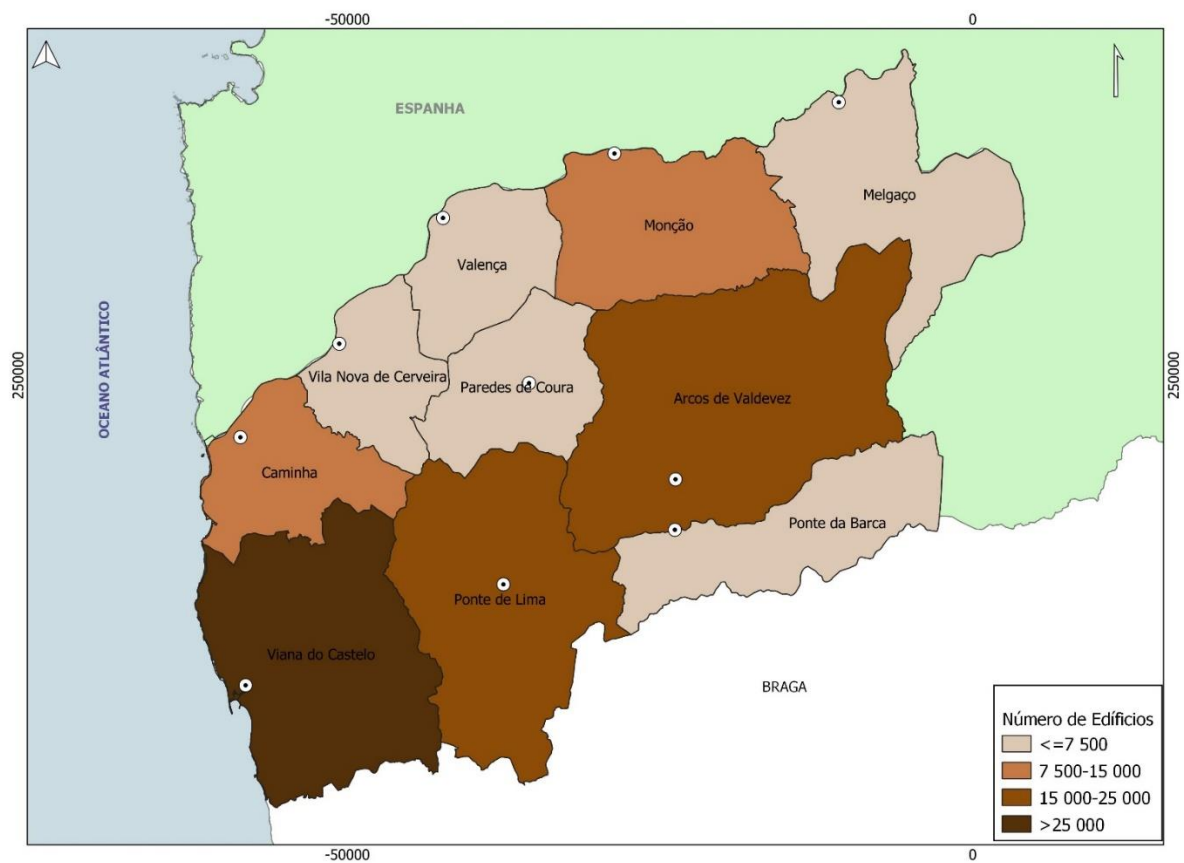 -50000
0
ESPANHA
Melgaço
Monção
Valença
OCEANO ATLÂNTICO
250000
250000
Vila Nova de Cerveira
Paredes de Coura
Arcos de Valdevez
Caminha
Ponte da Barca
Ponte de Lima
Viana do Castelo
BRAGA
Número de Edíficios
<=7 500
7 500-15 000
15 000-25 000
>25 000
-50000
0